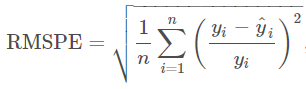 RMSPE = \sqrt{\frac{1}{n} \sum_{i=1}^{n} \left( \frac{y_i - \hat{y}_i}{y_i} \right)^2}